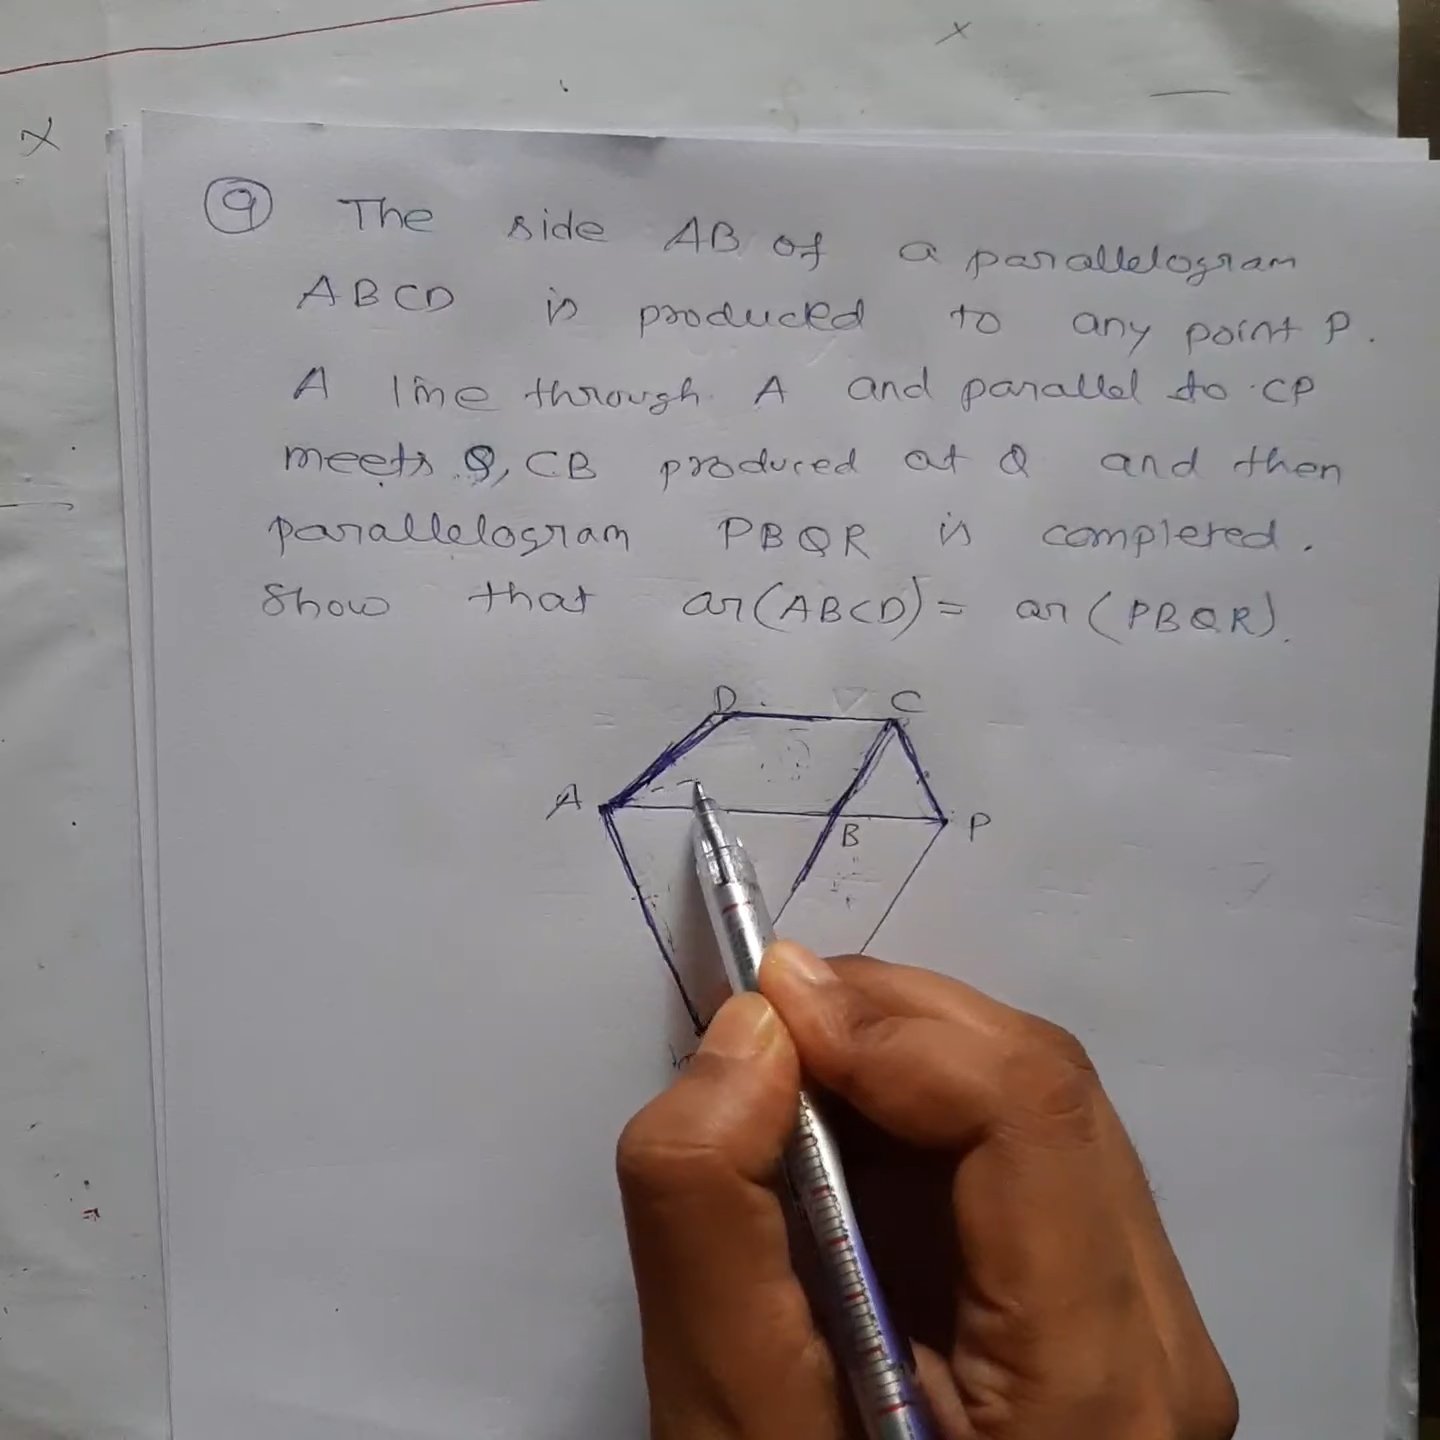 9 The side AB of a parallelogram
ABCD is produced to any point P.
A line through A and parallel to CP
meets Q, CB produced at Q and then
parallelogram PBQR is completed.
Show that ar(ABCD) = ar(PBQR).
D C
A B P